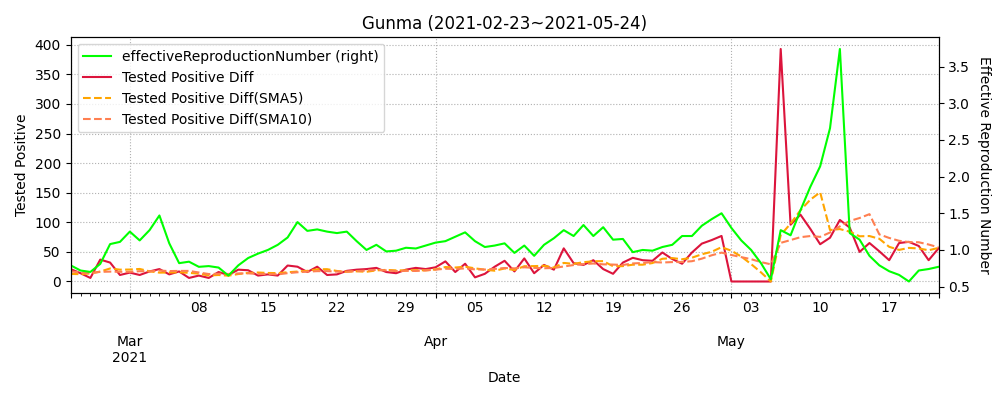 Gunma (2021-02-23~2021-05-24)
effectiveReproductionNumber (right)
Tested Positive Diff
Tested Positive Diff(SMA5)
Tested Positive Diff(SMA10)
400
350
300
250
200
150
100
50
0
Tested Positive
3.5
3.0
2.5
2.0
1.5
1.0
0.5
Effective Reproduction Number
08 15 22 29 05 12 19 26 03 10 17
Mar Apr May
2021
Date